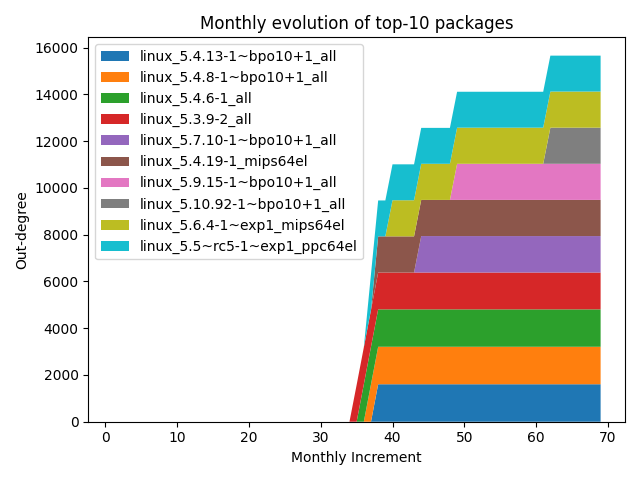 Monthly evolution of top-10 packages
16000
14000
12000
10000
8000
6000
4000
2000
0
Out-degree
linux_5.4.13-1~bpo10+1_all
linux_5.4.8-1~bpo10+1_all
linux_5.4.6-1_all
linux_5.3.9-2_all
linux_5.7.10-1~bpo10+1_all
linux_5.4.19-1_mips64el
linux_5.9.15-1~bpo10+1_all
linux_5.10.92-1~bpo10+1_all
linux_5.6.4-1~exp1_mips64el
linux_5.5~rc5-1~exp1_ppc64el
0 10 20 30 40 50 60 70
Monthly Increment